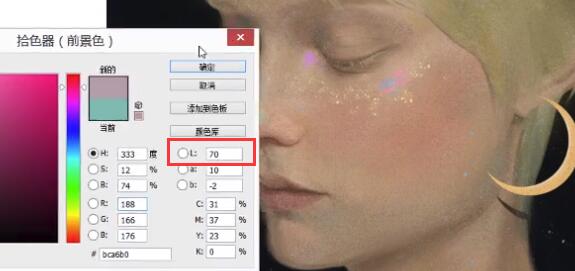 拾色器（前景色）
新的
当前
确定
取消
添加到色板
颜色库
H: 333 度
S: 12 %
B: 74 %
R: 188
G: 166
B: 176
# bca6b0
L: 70
a: 10
b: -2
C: 31 %
M: 37 %
Y: 23 %
K: 0 %